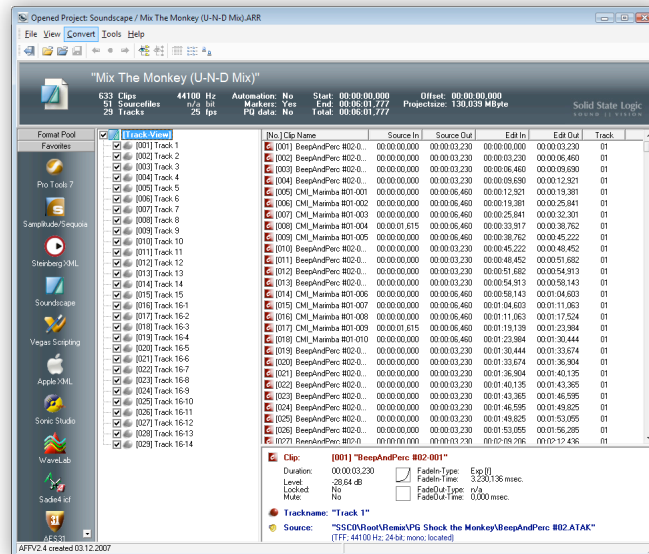 Opened Project: Soundscape / Mix The Monkey (U-N-D Mix).ARR
File View Convert Tools Help
"Mix The Monkey (U-N-D Mix)"
633 Clips 44100 Hz Automation: No Start: 00:00:00,000 Offset: 00:00:00,000
51 Sourcefiles n/a bit Markers: Yes End: 00:06:01,777 Projectsize: 130,039 MByte
29 Tracks 25 fps PQ data: No Total: 00:06:01,777
Solid State Logic
SOUND || VISION
Format Pool
Favorites
Pro Tools 7
Samplitude/Sequoia
Steinberg XML
Soundscape
Vegas Scripting
Apple XML
Sonic Studio
WaveLab
Sadie4 icf
AES31
[Track-View]
[001] Track 1
[002] Track 2
[003] Track 3
[004] Track 4
[005] Track 5
[006] Track 6
[007] Track 7
[008] Track 8
[009] Track 9
[010] Track 10
[011] Track 11
[012] Track 12
[013] Track 13
[014] Track 14
[015] Track 15
[016] Track 16-1
[017] Track 16-2
[018] Track 16-3
[019] Track 16-4
[020] Track 16-5
[021] Track 16-6
[022] Track 16-7
[023] Track 16-8
[024] Track 16-9
[025] Track 16-10
[026] Track 16-11
[027] Track 16-12
[028] Track 16-13
[029] Track 16-14
[No.] Clip Name Source In Source Out Edit In Edit Out Track
[001] BeepAndPerc #02-0... 00:00:00,000 00:00:03,230 00:00:00,000 00:00:03,230 01
[002] BeepAndPerc #02-0... 00:00:00,000 00:00:03,230 00:00:03,230 00:00:06,460 01
[003] BeepAndPerc #02-0... 00:00:00,000 00:00:03,230 00:00:06,460 00:00:09,690 01
[004] BeepAndPerc #02-0... 00:00:00,000 00:00:03,230 00:00:09,690 00:00:12,921 01
[005] CMI_Marimba #01-001 00:00:00,000 00:00:06,460 00:00:12,921 00:00:19,381 01
[006] CMI_Marimba #01-002 00:00:00,000 00:00:06,460 00:00:19,381 00:00:25,841 01
[007] CMI_Marimba #01-003 00:00:00,000 00:00:06,460 00:00:25,841 00:00:32,301 01
[008] CMI_Marimba #01-004 00:00:01,615 00:00:06,460 00:00:33,917 00:00:38,762 01
[009] CMI_Marimba #01-005 00:00:00,000 00:00:06,460 00:00:38,762 00:00:45,222 01
[010] BeepAndPerc #02-0... 00:00:00,000 00:00:03,230 00:00:45,222 00:00:48,452 01
[011] BeepAndPerc #02-0... 00:00:00,000 00:00:03,230 00:00:48,452 00:00:51,682 01
[012] BeepAndPerc #02-0... 00:00:00,000 00:00:03,230 00:00:51,682 00:00:54,913 01
[013] BeepAndPerc #02-0... 00:00:00,000 00:00:03,230 00:00:54,913 00:00:58,143 01
[014] CMI_Marimba #01-006 00:00:00,000 00:00:06,460 00:00:58,143 00:01:04,603 01
[015] CMI_Marimba #01-007 00:00:00,000 00:00:06,460 00:01:04,603 00:01:11,063 01
[016] CMI_Marimba #01-008 00:00:00,000 00:00:06,460 00:01:11,063 00:01:17,524 01
[017] CMI_Marimba #01-009 00:00:01,615 00:00:06,460 00:01:19,139 00:01:23,984 01
[018] CMI_Marimba #01-010 00:00:00,000 00:00:06,460 00:01:23,984 00:01:30,444 01
[019] BeepAndPerc #02-0... 00:00:00,000 00:00:03,230 00:01:30,444 00:01:33,674 01
[020] BeepAndPerc #02-0... 00:00:00,000 00:00:03,230 00:01:33,674 00:01:36,904 01
[021] BeepAndPerc #02-0... 00:00:00,000 00:00:03,230 00:01:36,904 00:01:40,135 01
[022] BeepAndPerc #02-0... 00:00:00,000 00:00:03,230 00:01:40,135 00:01:43,365 01
[023] BeepAndPerc #02-0... 00:00:00,000 00:00:03,230 00:01:43,365 00:01:46,595 01
[024] BeepAndPerc #02-0... 00:00:00,000 00:00:03,230 00:01:46,595 00:01:49,825 01
[025] BeepAndPerc #02-0... 00:00:00,000 00:00:03,230 00:01:49,825 00:01:53,055 01
[026] BeepAndPerc #02-0... 00:00:00,000 00:00:03,230 00:01:53,055 00:01:56,285 01
[027] BeepAndPerc #02-0... 00:00:00,000 00:00:03,230 00:02:09,206 00:02:12,436 01
Clip: [001] "BeepAndPerc #02-001"
Duration: 00:00:03,230 FadeIn-Type: Exp [f]
FadeIn-Time: 3.230,136 msec.
Level: -28,64 dB
Locked: No FadeOut-Type: n/a
Mute: No FadeOut-Time: 0,000 msec.
Trackname: "Track 1"
Source: "SSC0\Root\Remix\PG Shock the Monkey\BeepAndPerc #02.ATAK"
(TFF; 44100 Hz; 24-bit; mono; located)
AFFV2.4 created 03.12.2007